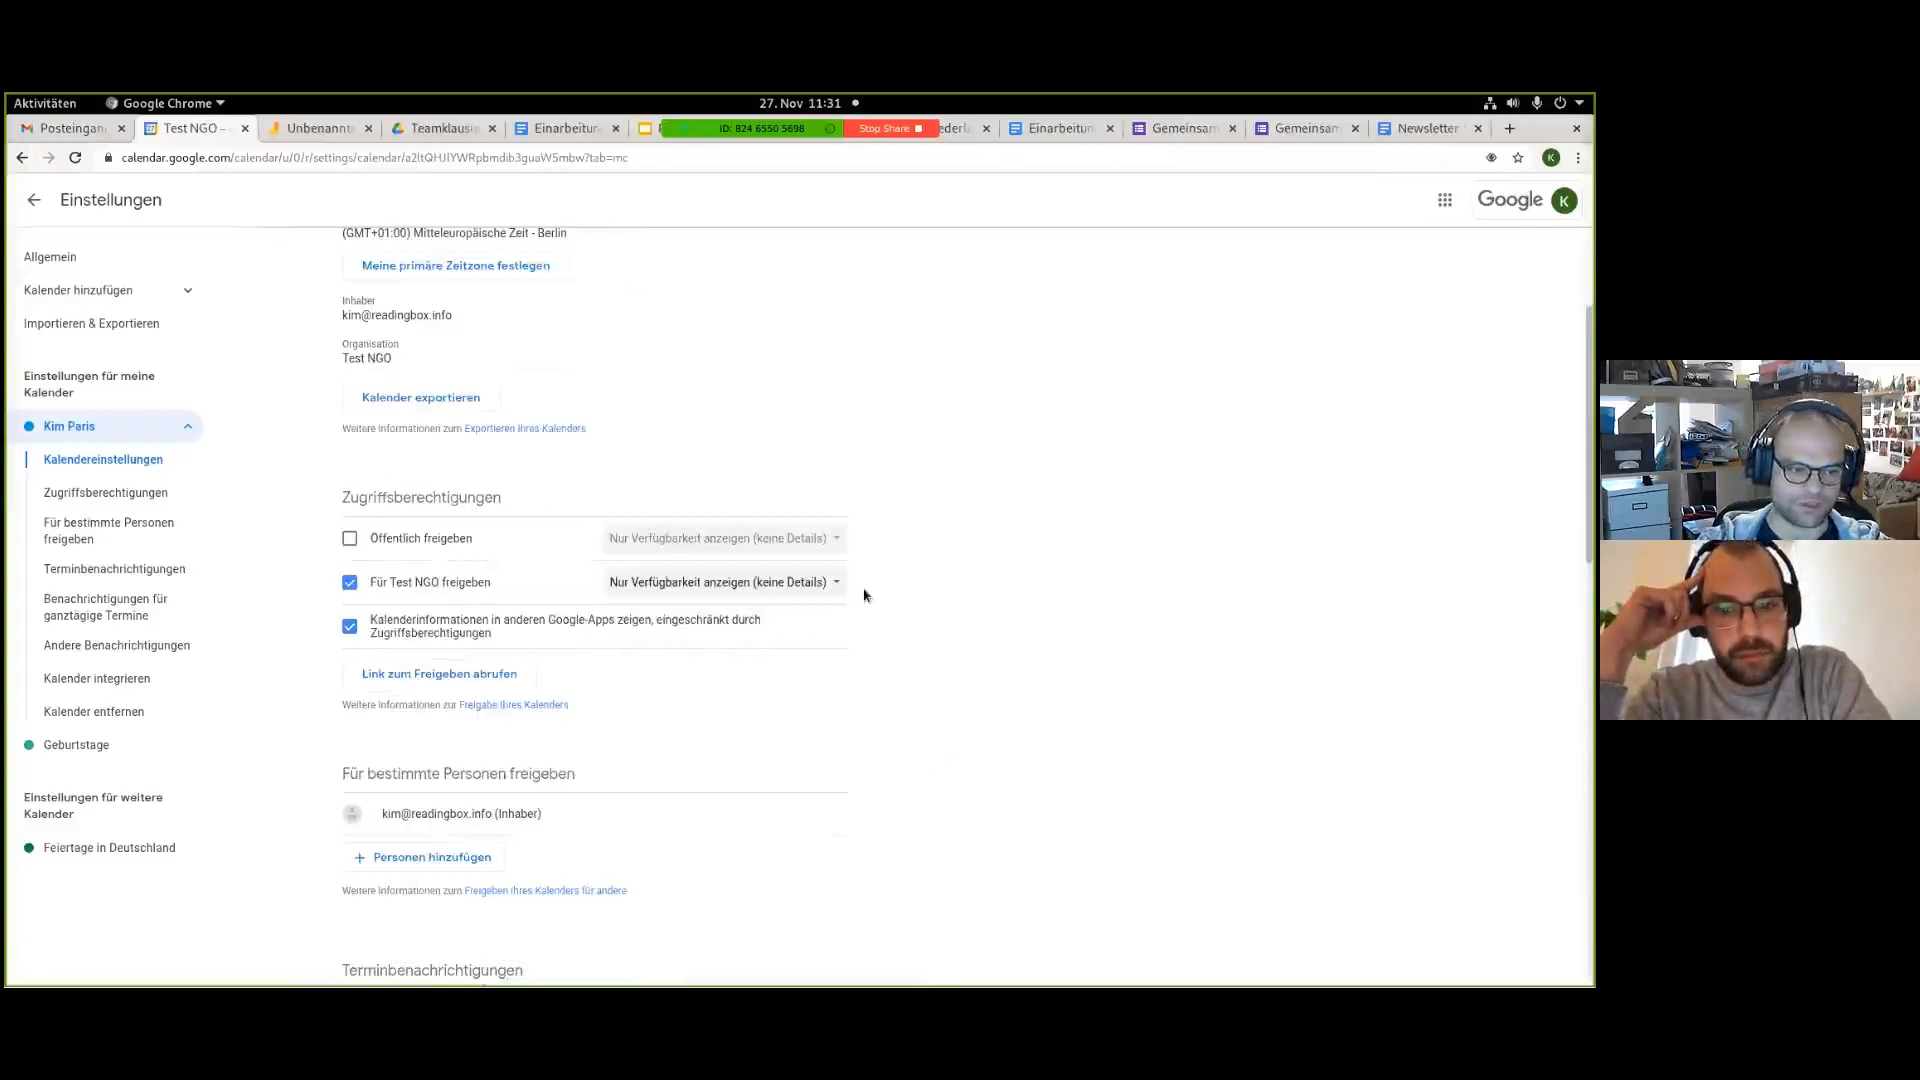 Aktivitäten Google Chrome 27. Nov 11:31
Posteingan Test NGO – Unbenannt Teamklausu Einarbeitun ID: 824 6550 5698 Stop Share ederl Einarbeitun Gemeinsam Gemeinsam Newsletter
calendar.google.com/calendar/u/0/r/settings/calendar/a2ltQHJlYWRpbmdib3guaW5mbw?tab=mc K
Einstellungen Google K
Allgemein
Kalender hinzufügen
Importieren & Exportieren
Einstellungen für meine
Kalender
Kim Paris
Kalendereinstellungen
Zugriffsberechtigungen
Für bestimmte Personen
freigeben
Terminbenachrichtigungen
Benachrichtigungen für
ganztägige Termine
Andere Benachrichtigungen
Kalender integrieren
Kalender entfernen
Geburtstage
Einstellungen für weitere
Kalender
Feiertage in Deutschland
(GMT+01:00) Mitteleuropäische Zeit - Berlin
Meine primäre Zeitzone festlegen
Inhaber
kim@readingbox.info
Organisation
Test NGO
Kalender exportieren
Weitere Informationen zum Exportieren Ihres Kalenders
Zugriffsberechtigungen
Öffentlich freigeben Nur Verfügbarkeit anzeigen (keine Details)
Für Test NGO freigeben Nur Verfügbarkeit anzeigen (keine Details)
Kalenderinformationen in anderen Google-Apps zeigen, eingeschränkt durch
Zugriffsberechtigungen
Link zum Freigeben abrufen
Weitere Informationen zur Freigabe Ihres Kalenders
Für bestimmte Personen freigeben
kim@readingbox.info (Inhaber)
+ Personen hinzufügen
Weitere Informationen zum Freigeben Ihres Kalenders für andere
Terminbenachrichtigungen